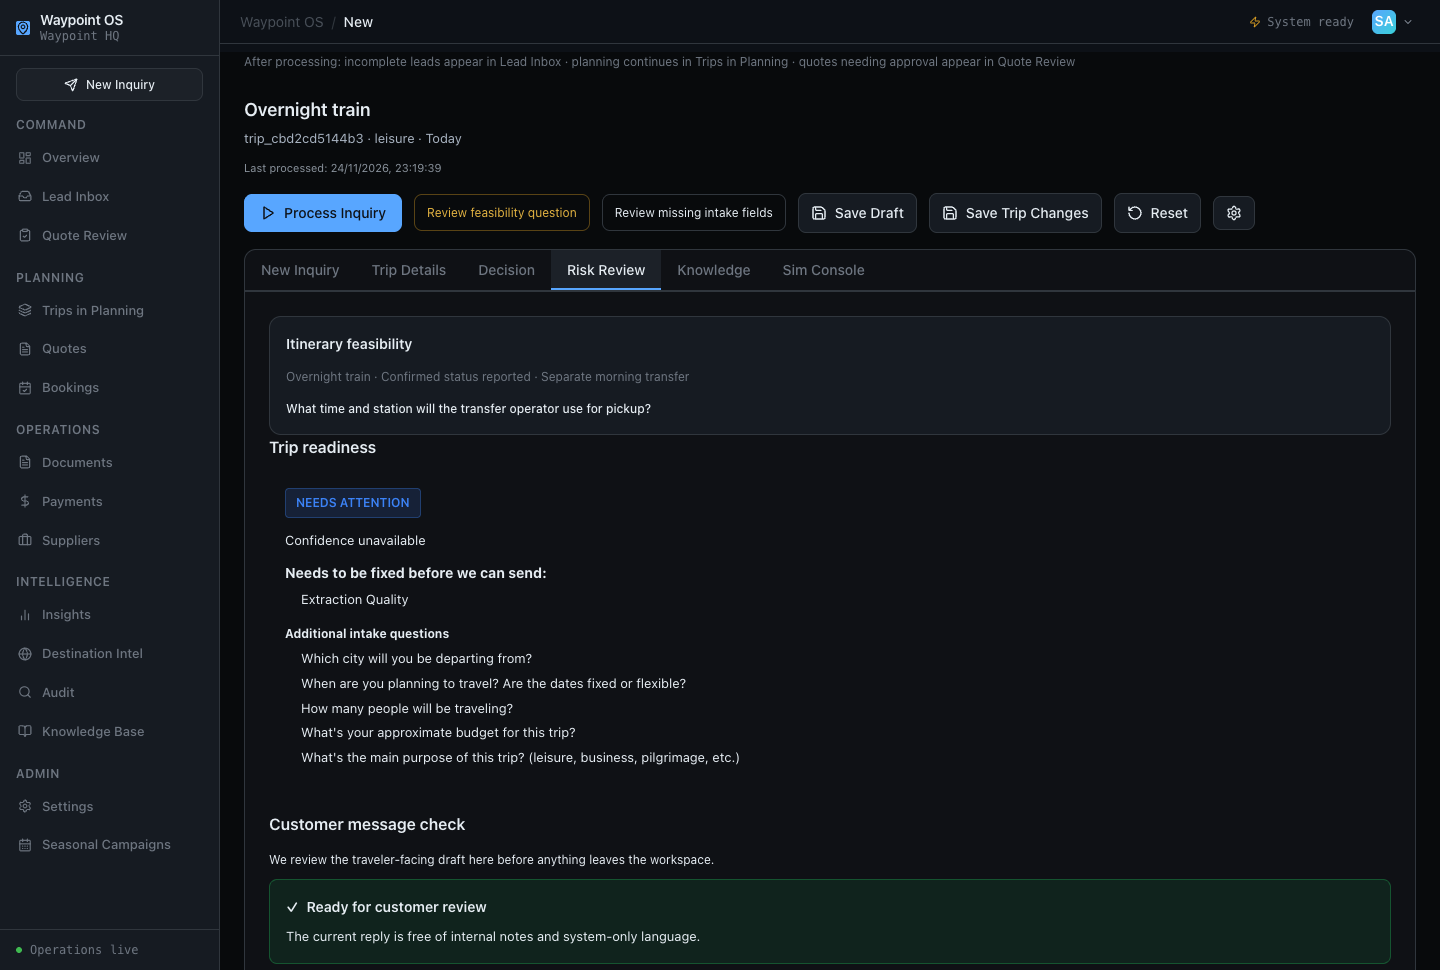 Waypoint OS
Waypoint HQ
New Inquiry
COMMAND
Overview
Lead Inbox
Quote Review
PLANNING
Trips in Planning
Quotes
Bookings
OPERATIONS
Documents
Payments
Suppliers
INTELLIGENCE
Insights
Destination Intel
Audit
Knowledge Base
ADMIN
Settings
Seasonal Campaigns
Operations live
Waypoint OS / New
System ready
SA
After processing: incomplete leads appear in Lead Inbox · planning continues in Trips in Planning · quotes needing approval appear in Quote Review
Overnight train
trip_cbd2cd5144b3 · leisure · Today
Last processed: 24/11/2026, 23:19:39
Process Inquiry
Review feasibility question
Review missing intake fields
Save Draft
Save Trip Changes
Reset
New Inquiry
Trip Details
Decision
Risk Review
Knowledge
Sim Console
Itinerary feasibility
Overnight train · Confirmed status reported · Separate morning transfer
What time and station will the transfer operator use for pickup?
Trip readiness
NEEDS ATTENTION
Confidence unavailable
Needs to be fixed before we can send:
Extraction Quality
Additional intake questions
Which city will you be departing from?
When are you planning to travel? Are the dates fixed or flexible?
How many people will be traveling?
What's your approximate budget for this trip?
What's the main purpose of this trip? (leisure, business, pilgrimage, etc.)
Customer message check
We review the traveler-facing draft here before anything leaves the workspace.
Ready for customer review
The current reply is free of internal notes and system-only language.